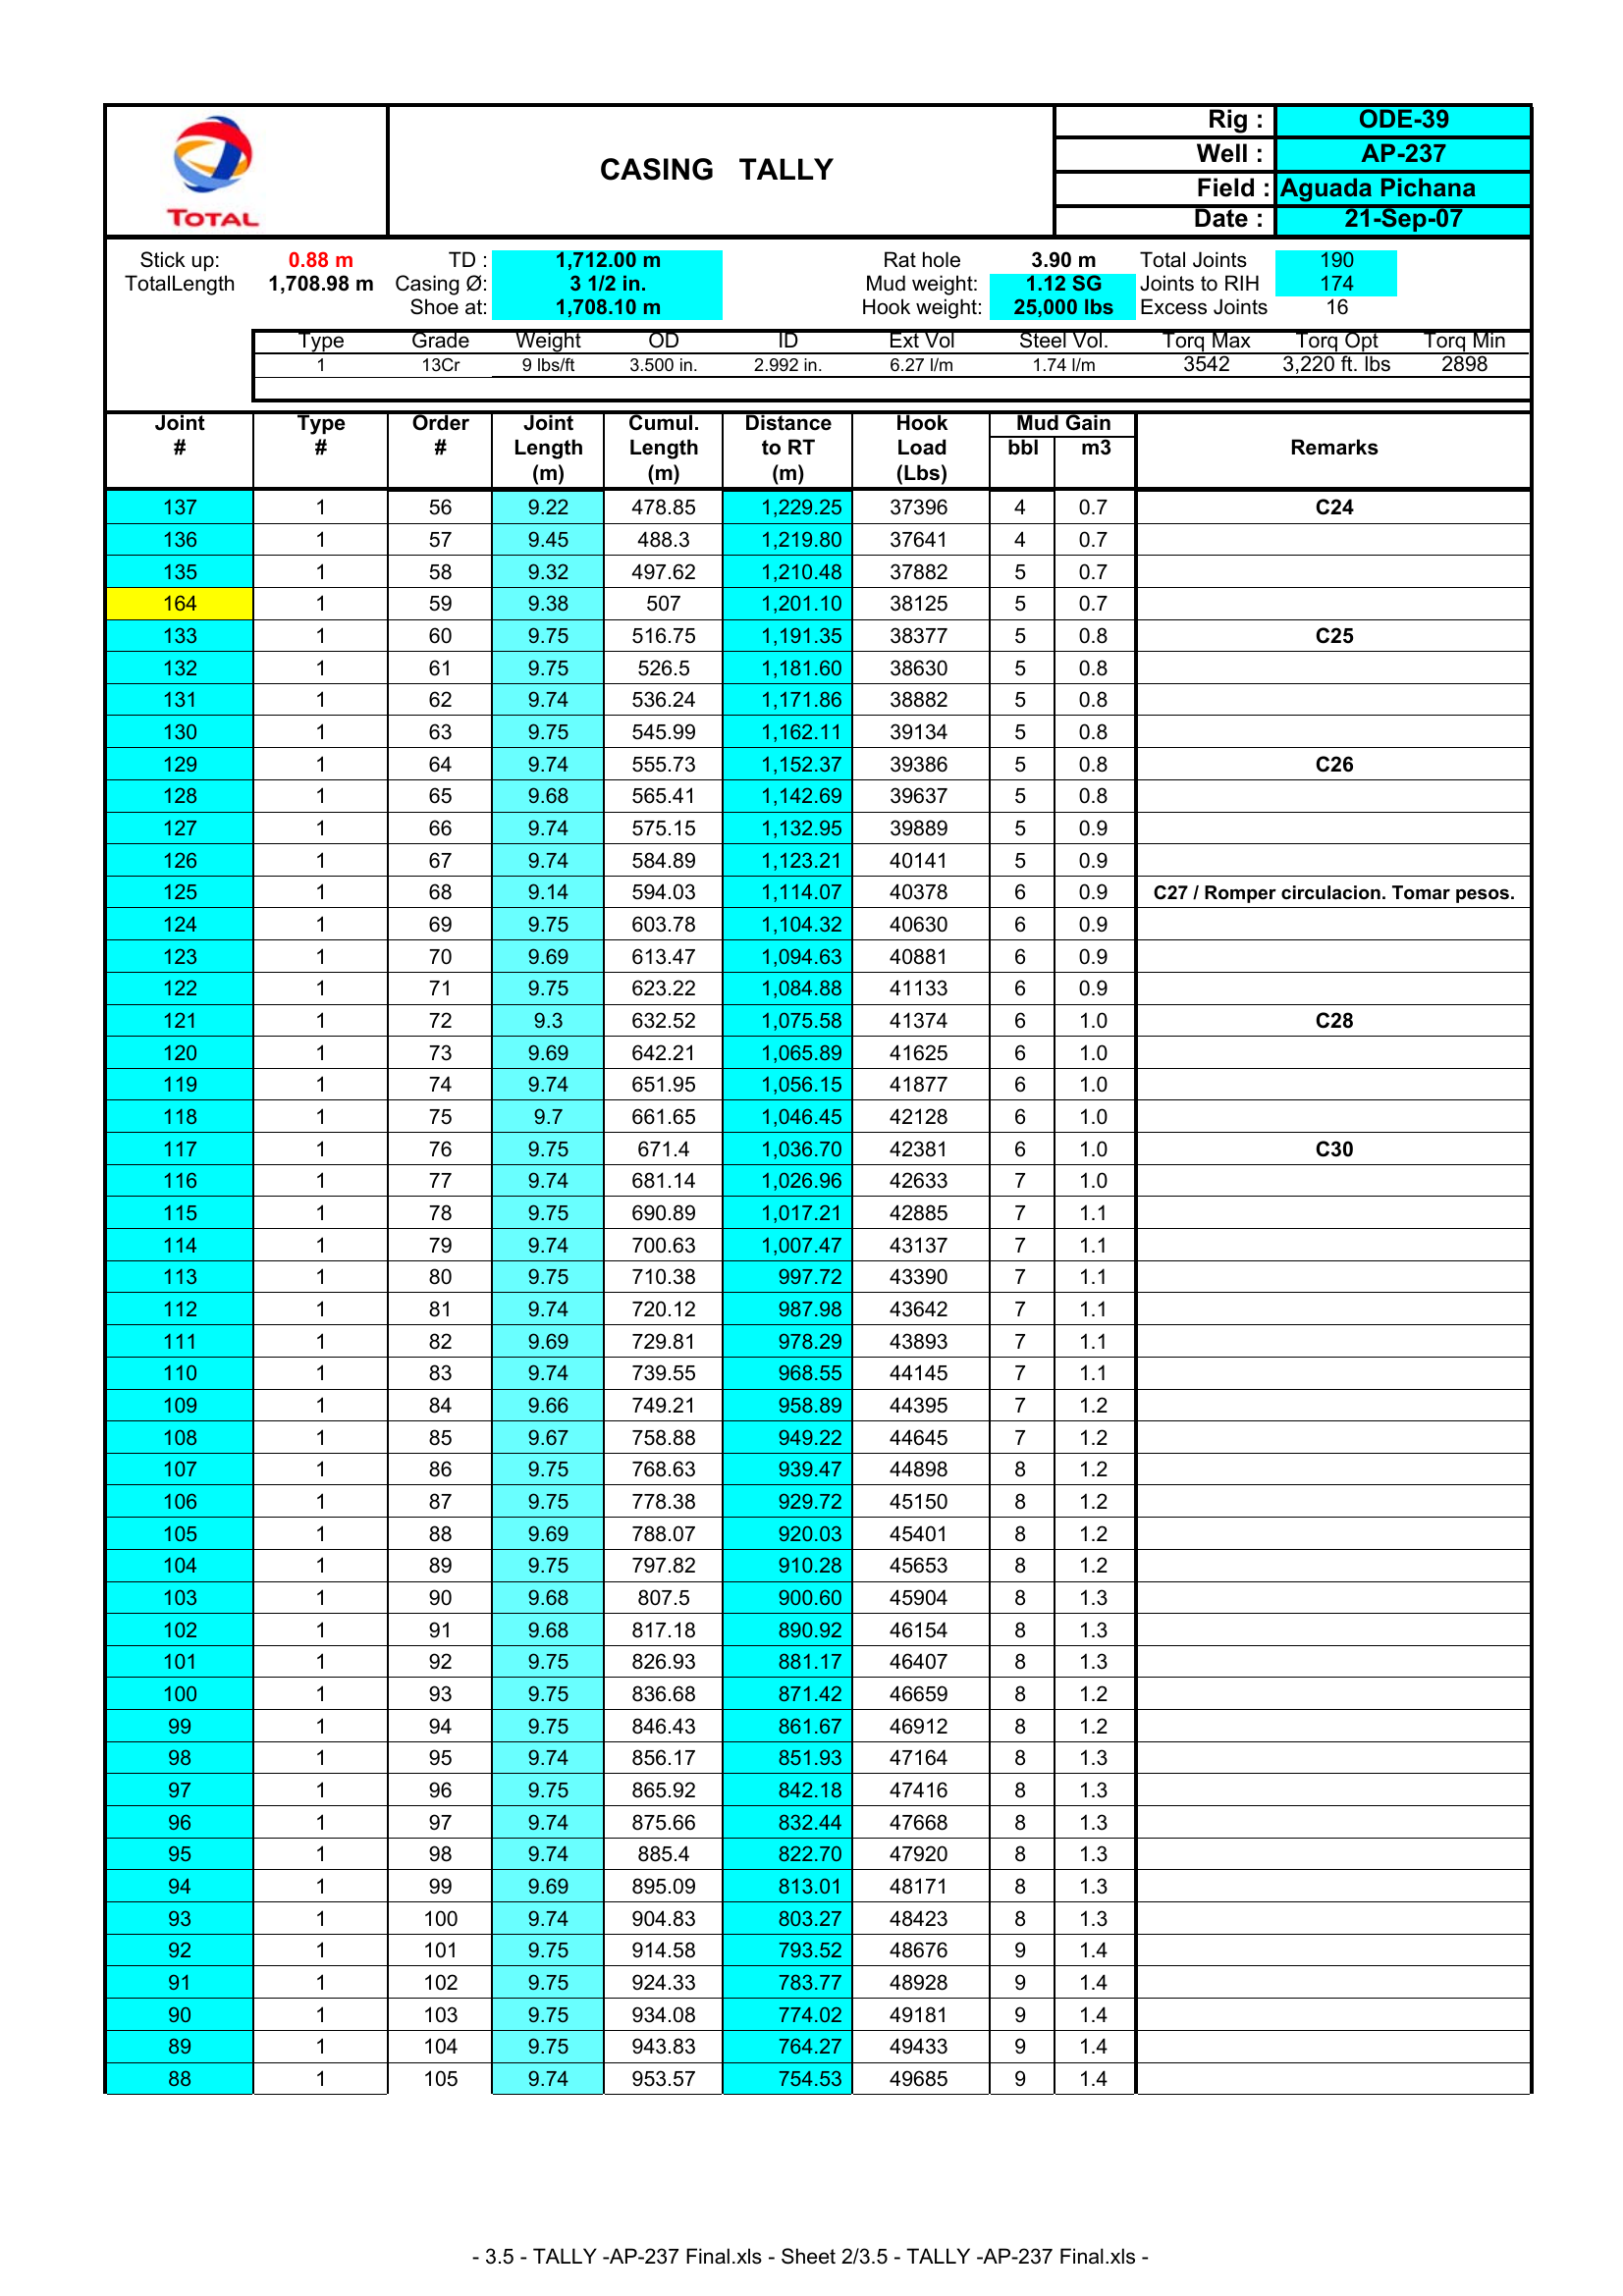 TOTAL
CASING TALLY
Rig : ODE-39
Well : AP-237
Field : Aguada Pichana
Date : 21-Sep-07
Stick up: 0.88 m TD : 1,712.00 m Rat hole 3.90 m Total Joints 190
TotalLength 1,708.98 m Casing Ø: 3 1/2 in. Mud weight: 1.12 SG Joints to RIH 174
Shoe at: 1,708.10 m Hook weight: 25,000 lbs Excess Joints 16
Type Grade Weight OD ID Ext Vol Steel Vol. Torq Max Torq Opt Torq Min
1 13Cr 9 lbs/ft 3.500 in. 2.992 in. 6.27 l/m 1.74 l/m 3542 3,220 ft. lbs 2898
Joint Type Order Joint Cumul. Distance Hook Mud Gain
# # # Length Length to RT Load bbl m3 Remarks
(m) (m) (m) (Lbs)
137 1 56 9.22 478.85 1,229.25 37396 4 0.7 C24
136 1 57 9.45 488.3 1,219.80 37641 4 0.7
135 1 58 9.32 497.62 1,210.48 37882 5 0.7
164 1 59 9.38 507 1,201.10 38125 5 0.7
133 1 60 9.75 516.75 1,191.35 38377 5 0.8 C25
132 1 61 9.75 526.5 1,181.60 38630 5 0.8
131 1 62 9.74 536.24 1,171.86 38882 5 0.8
130 1 63 9.75 545.99 1,162.11 39134 5 0.8
129 1 64 9.74 555.73 1,152.37 39386 5 0.8 C26
128 1 65 9.68 565.41 1,142.69 39637 5 0.8
127 1 66 9.74 575.15 1,132.95 39889 5 0.9
126 1 67 9.74 584.89 1,123.21 40141 5 0.9
125 1 68 9.14 594.03 1,114.07 40378 6 0.9 C27 / Romper circulacion. Tomar pesos.
124 1 69 9.75 603.78 1,104.32 40630 6 0.9
123 1 70 9.69 613.47 1,094.63 40881 6 0.9
122 1 71 9.75 623.22 1,084.88 41133 6 0.9
121 1 72 9.3 632.52 1,075.58 41374 6 1.0 C28
120 1 73 9.69 642.21 1,065.89 41625 6 1.0
119 1 74 9.74 651.95 1,056.15 41877 6 1.0
118 1 75 9.7 661.65 1,046.45 42128 6 1.0
117 1 76 9.75 671.4 1,036.70 42381 6 1.0 C30
116 1 77 9.74 681.14 1,026.96 42633 7 1.0
115 1 78 9.75 690.89 1,017.21 42885 7 1.1
114 1 79 9.74 700.63 1,007.47 43137 7 1.1
113 1 80 9.75 710.38 997.72 43390 7 1.1
112 1 81 9.74 720.12 987.98 43642 7 1.1
111 1 82 9.69 729.81 978.29 43893 7 1.1
110 1 83 9.74 739.55 968.55 44145 7 1.1
109 1 84 9.66 749.21 958.89 44395 7 1.2
108 1 85 9.67 758.88 949.22 44645 7 1.2
107 1 86 9.75 768.63 939.47 44898 8 1.2
106 1 87 9.75 778.38 929.72 45150 8 1.2
105 1 88 9.69 788.07 920.03 45401 8 1.2
104 1 89 9.75 797.82 910.28 45653 8 1.2
103 1 90 9.68 807.5 900.60 45904 8 1.3
102 1 91 9.68 817.18 890.92 46154 8 1.3
101 1 92 9.75 826.93 881.17 46407 8 1.3
100 1 93 9.75 836.68 871.42 46659 8 1.2
99 1 94 9.75 846.43 861.67 46912 8 1.2
98 1 95 9.74 856.17 851.93 47164 8 1.3
97 1 96 9.75 865.92 842.18 47416 8 1.3
96 1 97 9.74 875.66 832.44 47668 8 1.3
95 1 98 9.74 885.4 822.70 47920 8 1.3
94 1 99 9.69 895.09 813.01 48171 8 1.3
93 1 100 9.74 904.83 803.27 48423 8 1.3
92 1 101 9.75 914.58 793.52 48676 9 1.4
91 1 102 9.75 924.33 783.77 48928 9 1.4
90 1 103 9.75 934.08 774.02 49181 9 1.4
89 1 104 9.75 943.83 764.27 49433 9 1.4
88 1 105 9.74 953.57 754.53 49685 9 1.4
- 3.5 - TALLY -AP-237 Final.xls - Sheet 2/3.5 - TALLY -AP-237 Final.xls -